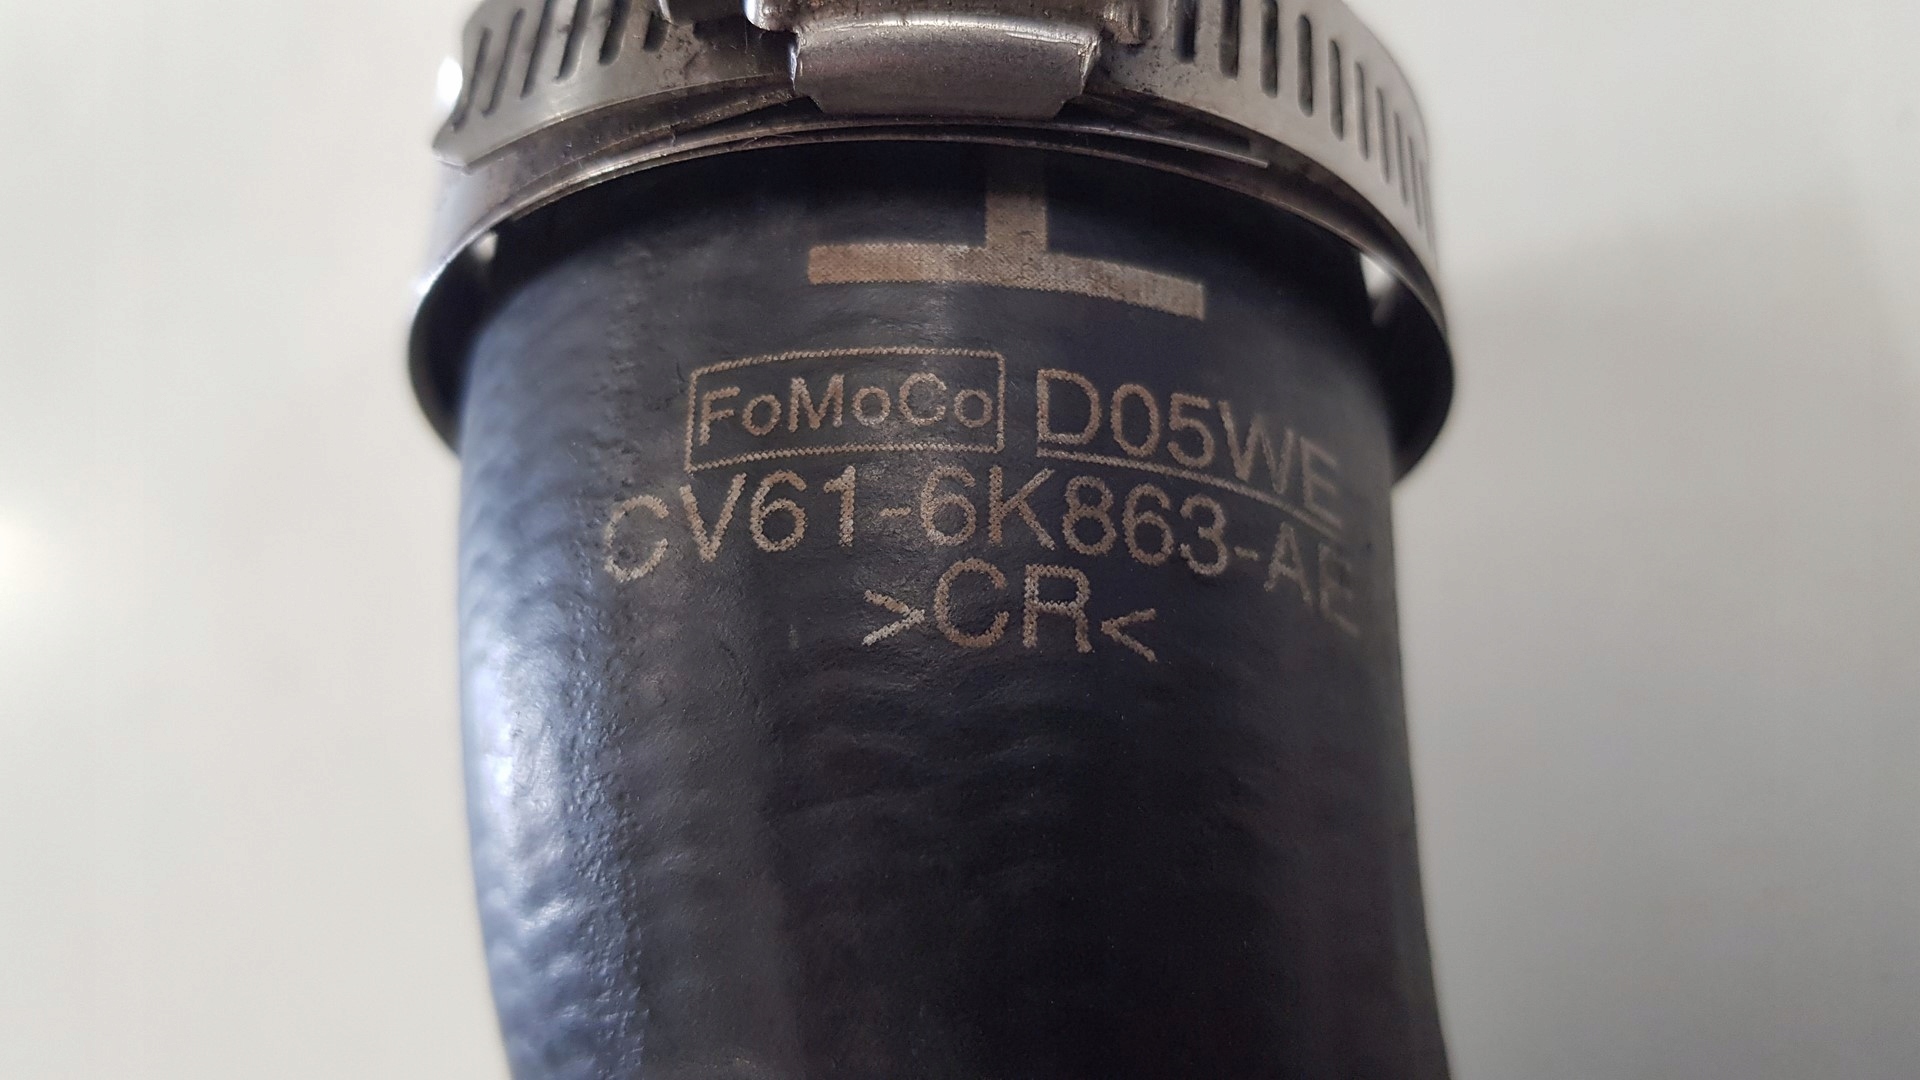 FoMoCo D05WE
CV61-6K863-AE
>CR<